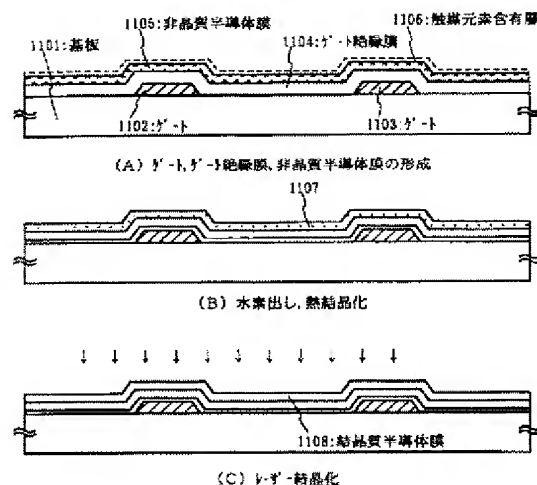 1105:非晶質半導体膜
1106:触媒元素含有層
1101:基板
1104:ゲート絶縁膜
1102:ゲート
1103:ゲート
(A) ゲート,ゲート絶縁膜、非晶質半導体膜の形成
1107
(B) 水素出し,熱結晶化
1108:結晶質半導体膜
(C) レーザー結晶化